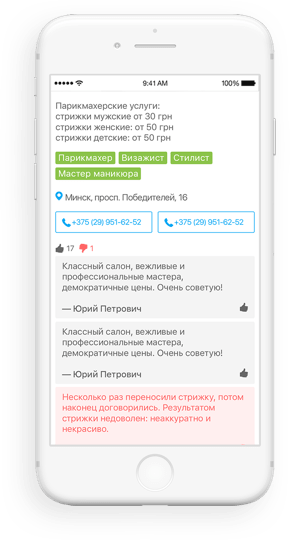 9:41 AM 100%
Парикмахерские услуги:
стрижки мужские от 30 грн
стрижки женские: от 50 грн
стрижки детские: от 50 грн
Парикмахер Визажист Стилист
Мастер маникюра
Минск, просп. Победителей, 16
+375 (29) 951-62-52 +375 (29) 951-62-52
17 1
Классный салон, вежливые и
профессиональные мастера,
демократичные цены. Очень советую!
— Юрий Петрович
Классный салон, вежливые и
профессиональные мастера,
демократичные цены. Очень советую!
— Юрий Петрович
Несколько раз переносили стрижку, потом
наконец договорились. Результатом
стрижки недоволен: неаккуратно и
некрасиво.